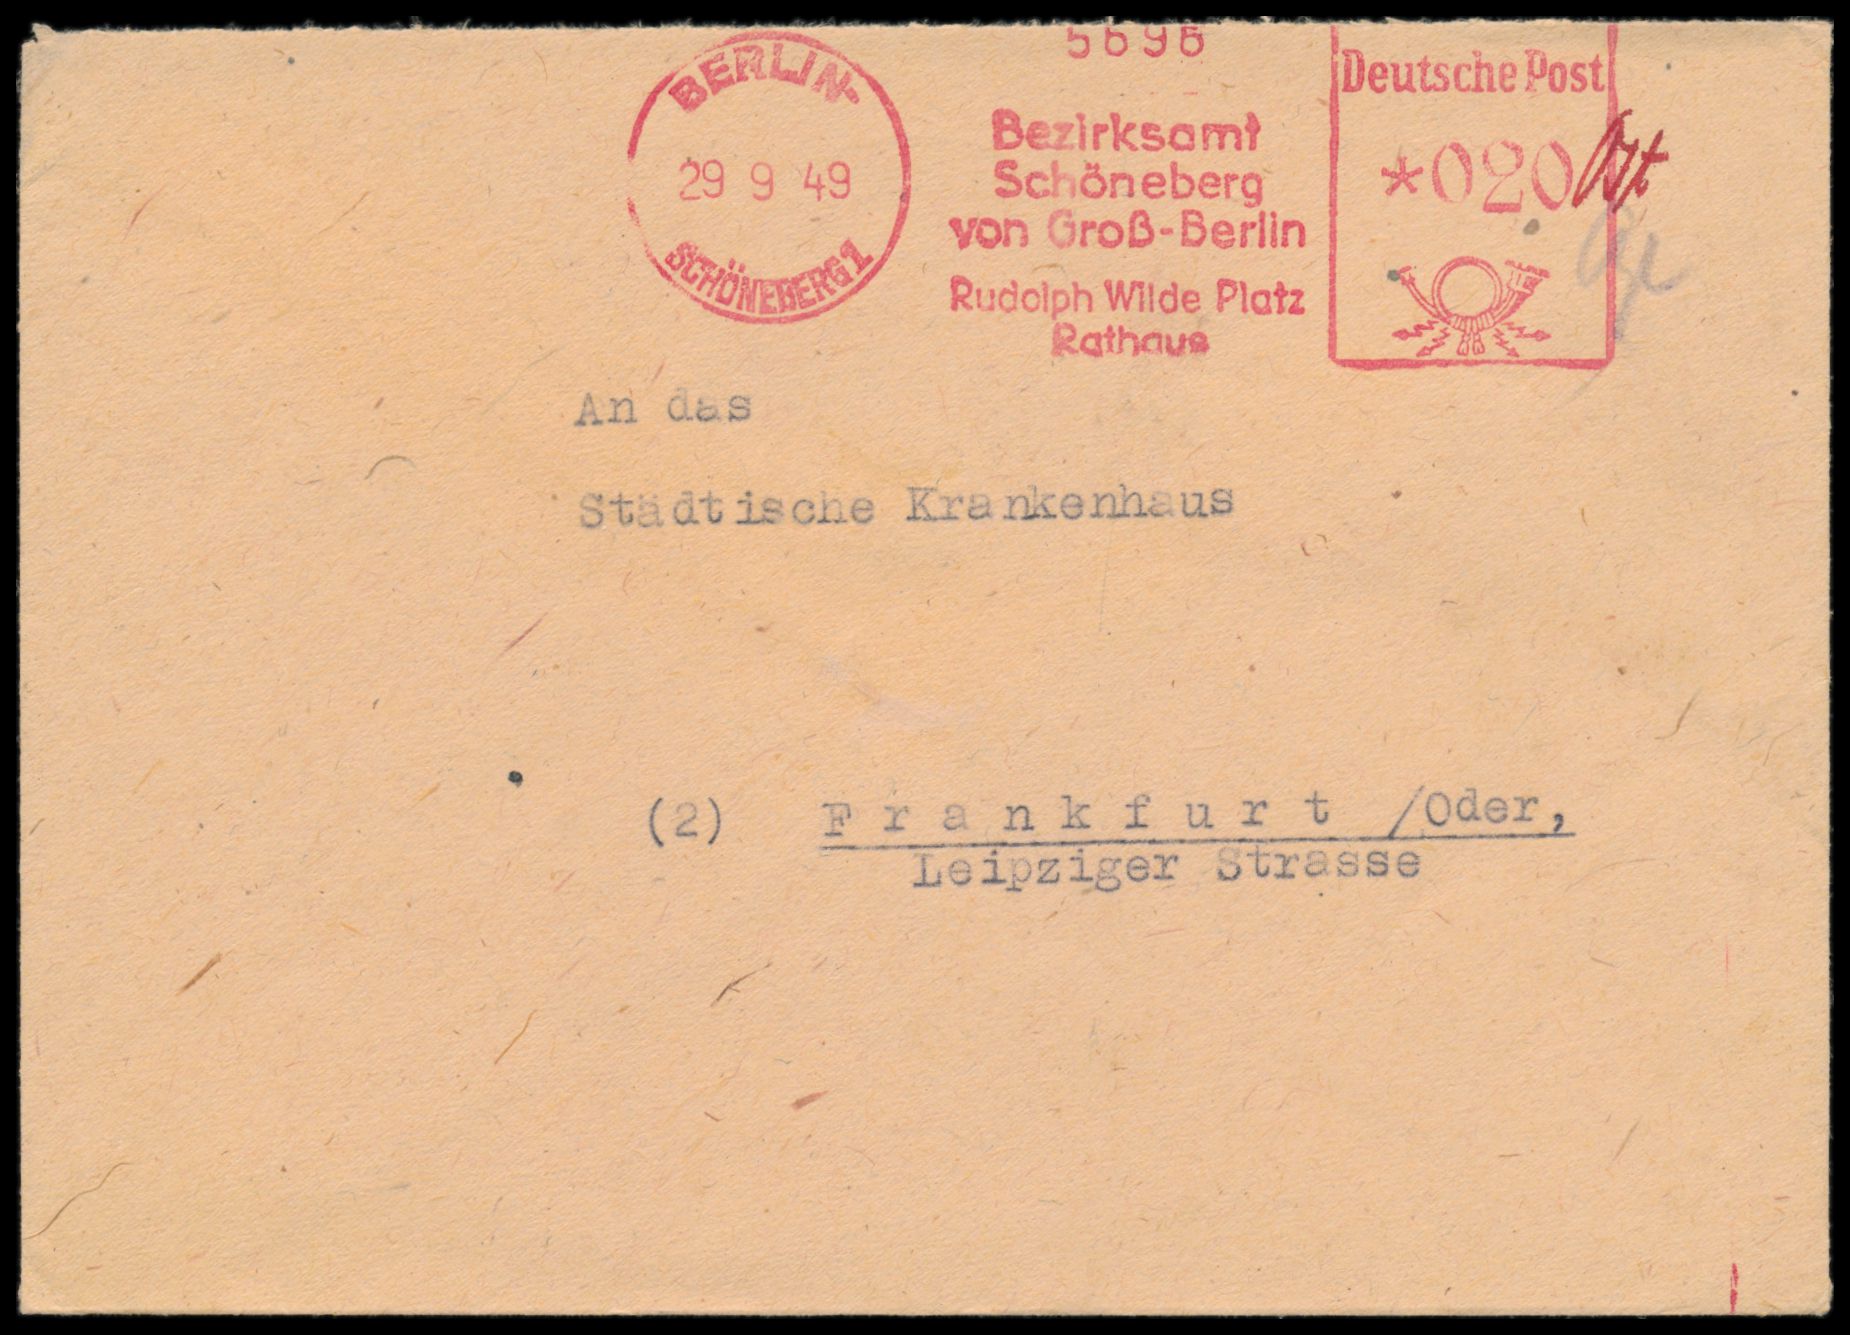 5696
BERLIN-
29 9 49
SCHÖNEBERG 1
Bezirksamt
Schöneberg
von Groß-Berlin
Rudolph Wilde Platz
Rathaus
Deutsche Post
*020
An das
Städtische Krankenhaus
(2) Frankfurt /Oder,
Leipziger Strasse